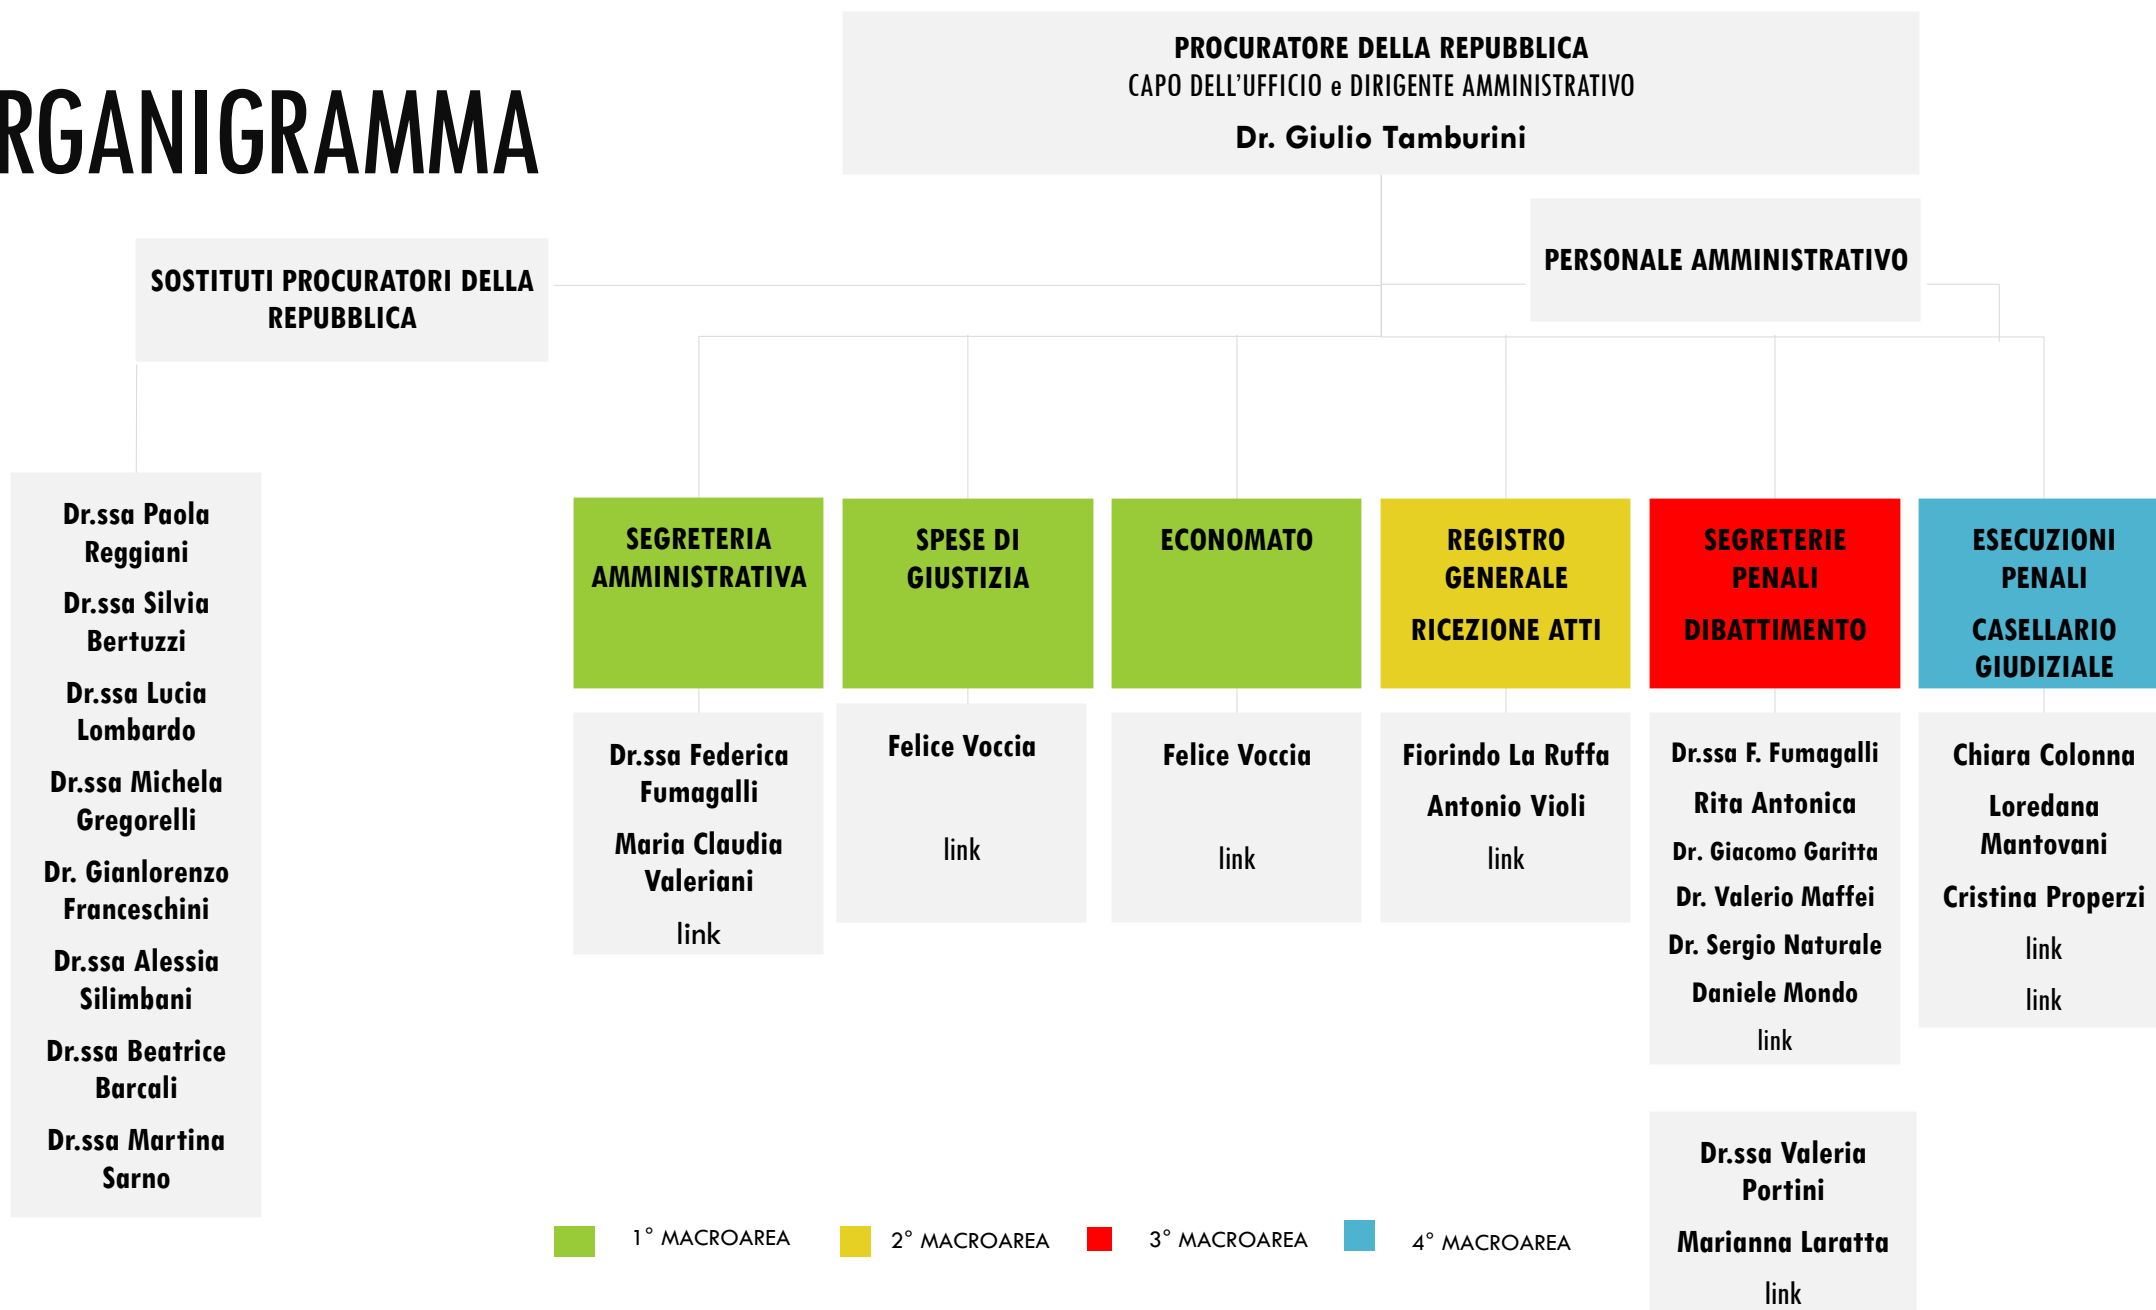 RGANIGRAMMA
PROCURATORE DELLA REPUBBLICA
CAPO DELL'UFFICIO e DIRIGENTE AMMINISTRATIVO
Dr. Giulio Tamburini
SOSTITUTI PROCURATORI DELLA
REPUBBLICA
PERSONALE AMMINISTRATIVO
Dr.ssa Paola
Reggiani
Dr.ssa Silvia
Bertuzzi
Dr.ssa Lucia
Lombardo
Dr.ssa Michela
Gregorelli
Dr. Gianlorenzo
Franceschini
Dr.ssa Alessia
Silimbani
Dr.ssa Beatrice
Barcali
Dr.ssa Martina
Sarno
SEGRETERIA
AMMINISTRATIVA
Dr.ssa Federica
Fumagalli
Maria Claudia
Valeriani
link
SPESE DI
GIUSTIZIA
Felice Voccia
link
ECONOMATO
Felice Voccia
link
REGISTRO
GENERALE
RICEZIONE ATTI
Fiorindo La Ruffa
Antonio Violi
link
SEGRETERIE
PENALI
DIBATTIMENTO
Dr.ssa F. Fumagalli
Rita Antonica
Dr. Giacomo Garitta
Dr. Valerio Maffei
Dr. Sergio Naturale
Daniele Mondo
link
Dr.ssa Valeria
Portini
Marianna Laratta
link
ESECUZIONI
PENALI
CASELLARIO
GIUDIZIALE
Chiara Colonna
Loredana
Mantovani
Cristina Properzi
link
link
1° MACROAREA
2° MACROAREA
3° MACROAREA
4° MACROAREA